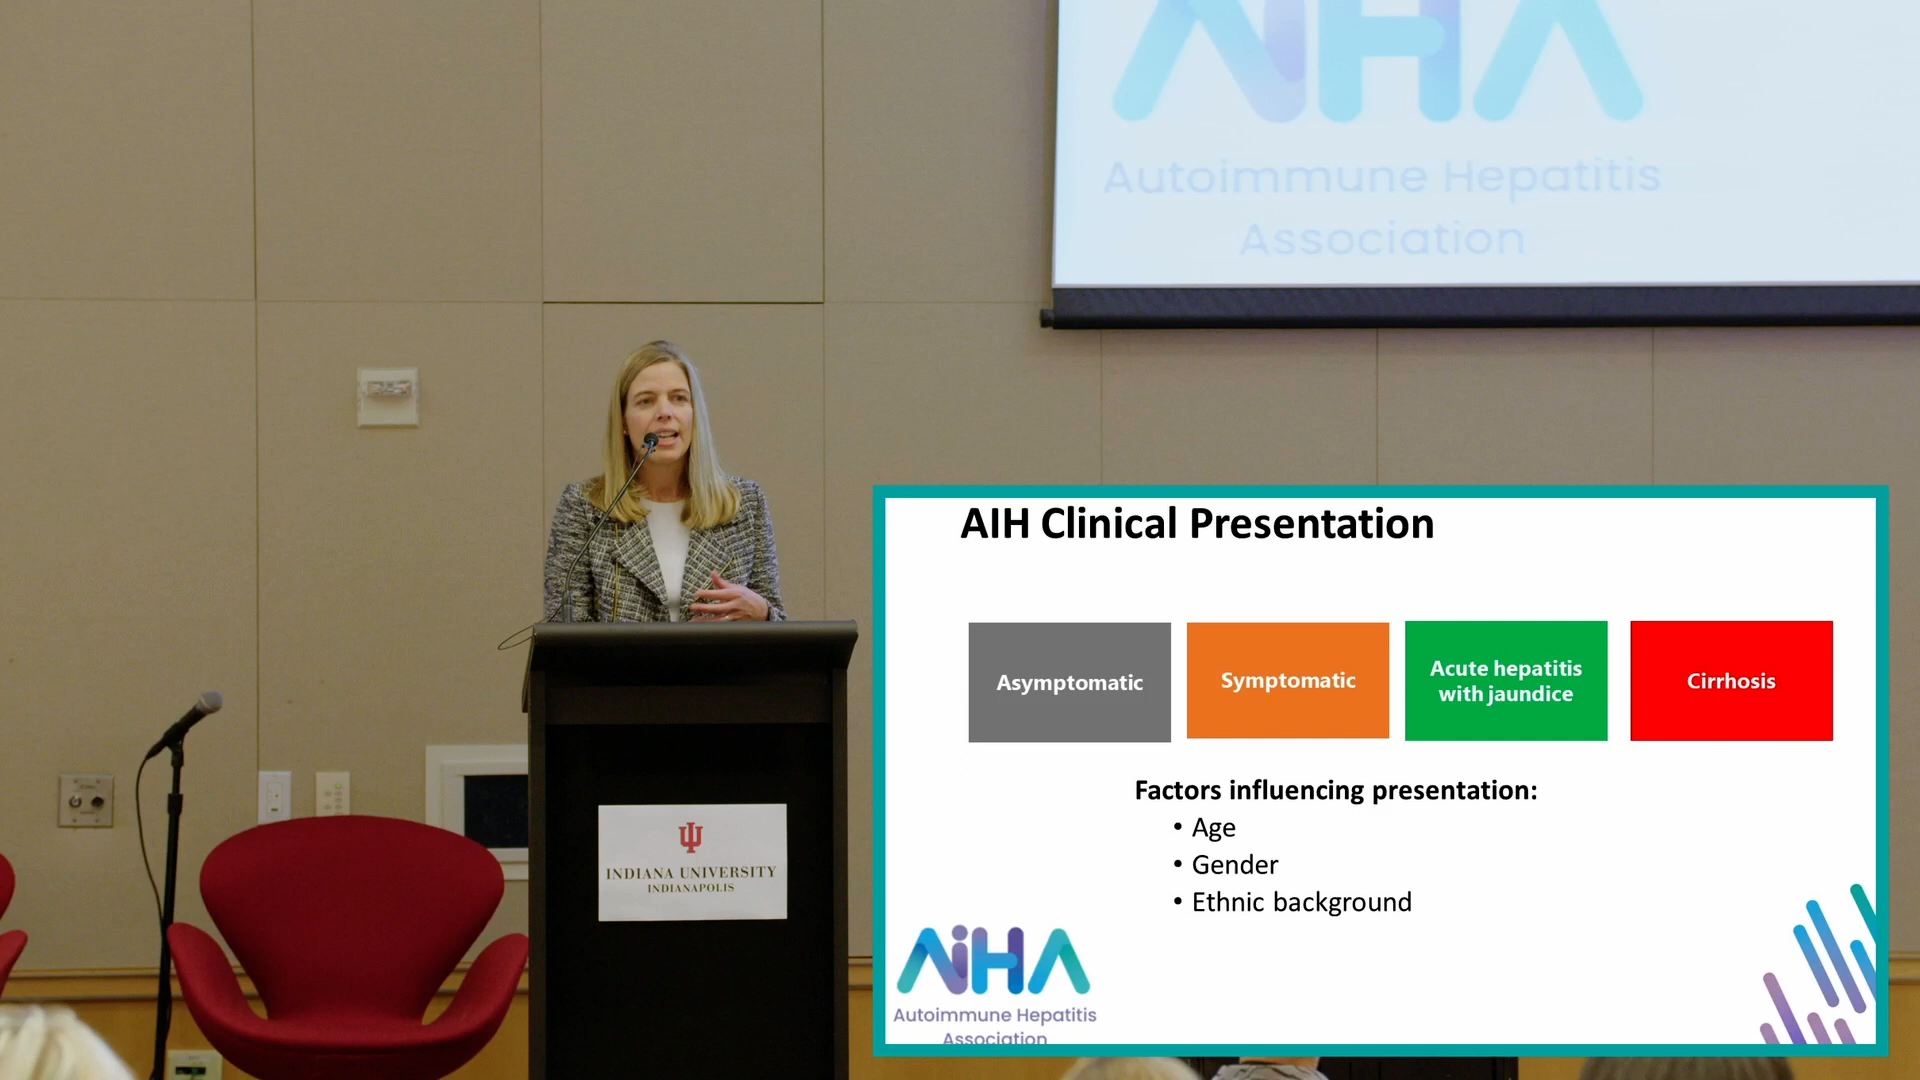 AiHA
Autoimmune Hepatitis
Association
AIH Clinical Presentation
Asymptomatic
Symptomatic
Acute hepatitis
with jaundice
Cirrhosis
Factors influencing presentation:
• Age
• Gender
• Ethnic background
INDIANA UNIVERSITY
INDIANAPOLIS
AiHA
Autoimmune Hepatitis
Association